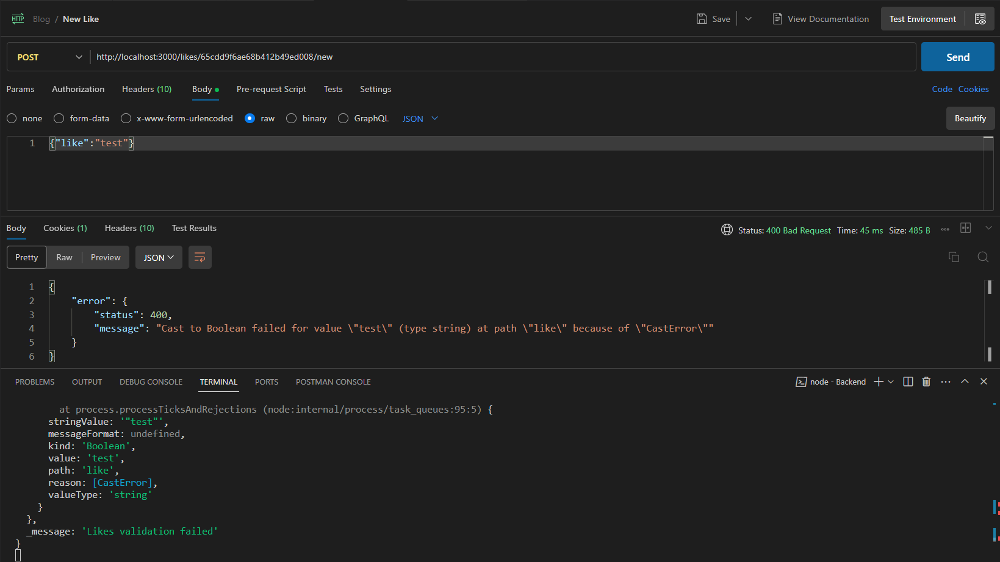 HTTP Blog / New Like Save View Documentation Test Environment
POST http://localhost:3000/likes/65cdd9f6ae68b412b49ed008/new Send
Params Authorization Headers (10) Body Pre-request Script Tests Settings Code Cookies
none form-data x-www-form-urlencoded raw binary GraphQL JSON Beautify
1 {"like":"test"}
Body Cookies (1) Headers (10) Test Results Status: 400 Bad Request Time: 45 ms Size: 485 B
Pretty Raw Preview JSON
1 {
2 "error": {
3 "status": 400,
4 "message": "Cast to Boolean failed for value \"test\" (type string) at path \"like\" because of \"CastError\""
5 }
6 }
PROBLEMS OUTPUT DEBUG CONSOLE TERMINAL PORTS POSTMAN CONSOLE node - Backend
at process.processTicksAndRejections (node:internal/process/task_queues:95:5) {
stringValue: '"test"',
messageFormat: undefined,
kind: 'Boolean',
value: 'test',
path: 'like',
reason: [CastError],
valueType: 'string'
}
},
_message: 'Likes validation failed'
}